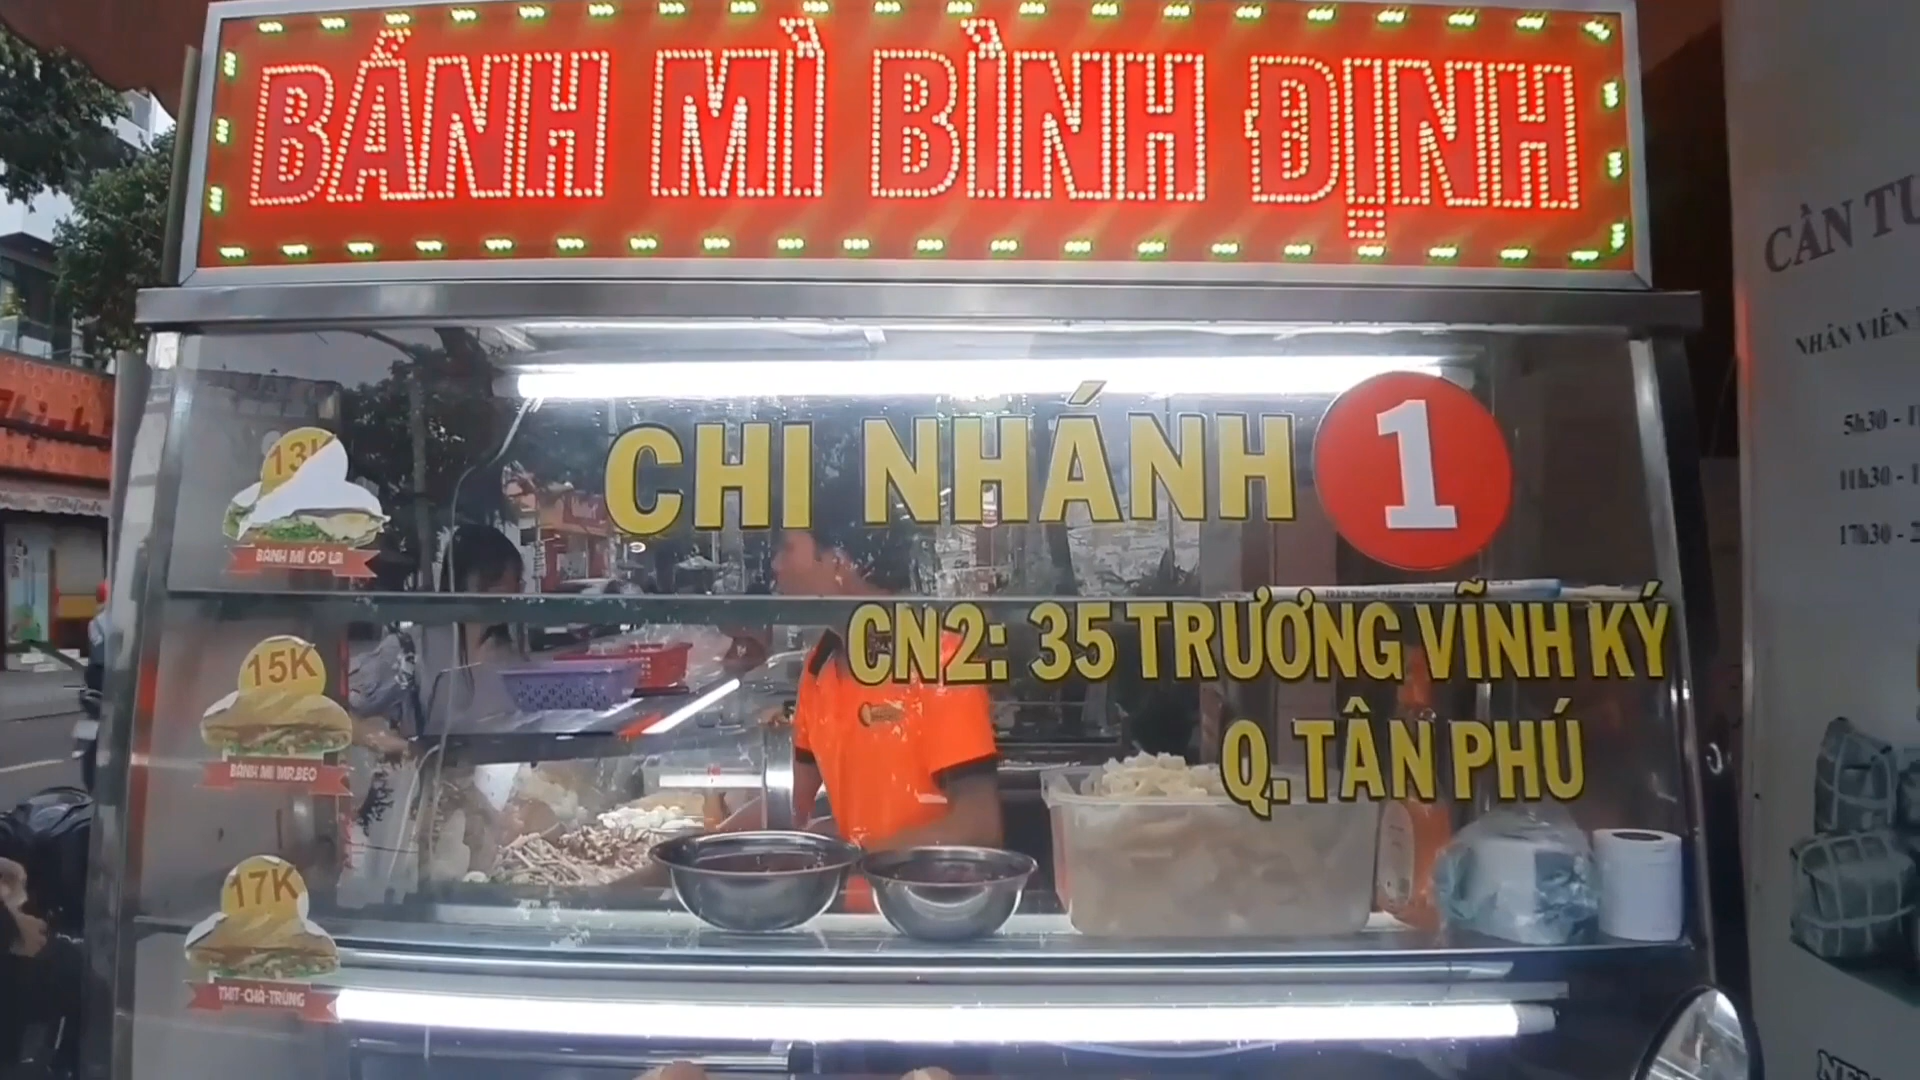 BÁNH MÌ BÌNH ĐỊNH
CHI NHÁNH 1
CN2: 35 TRƯƠNG VĨNH KÝ
Q. TÂN PHÚ
13K
BÁNH MÌ ỐP LA
15K
BÁNH MÌ MR.BEO
17K
THỊT-CHẢ-TRỨNG
CẦN TU
NHÂN VIÊN
5h30 - 1
11h30 - 1
17h30 - 2